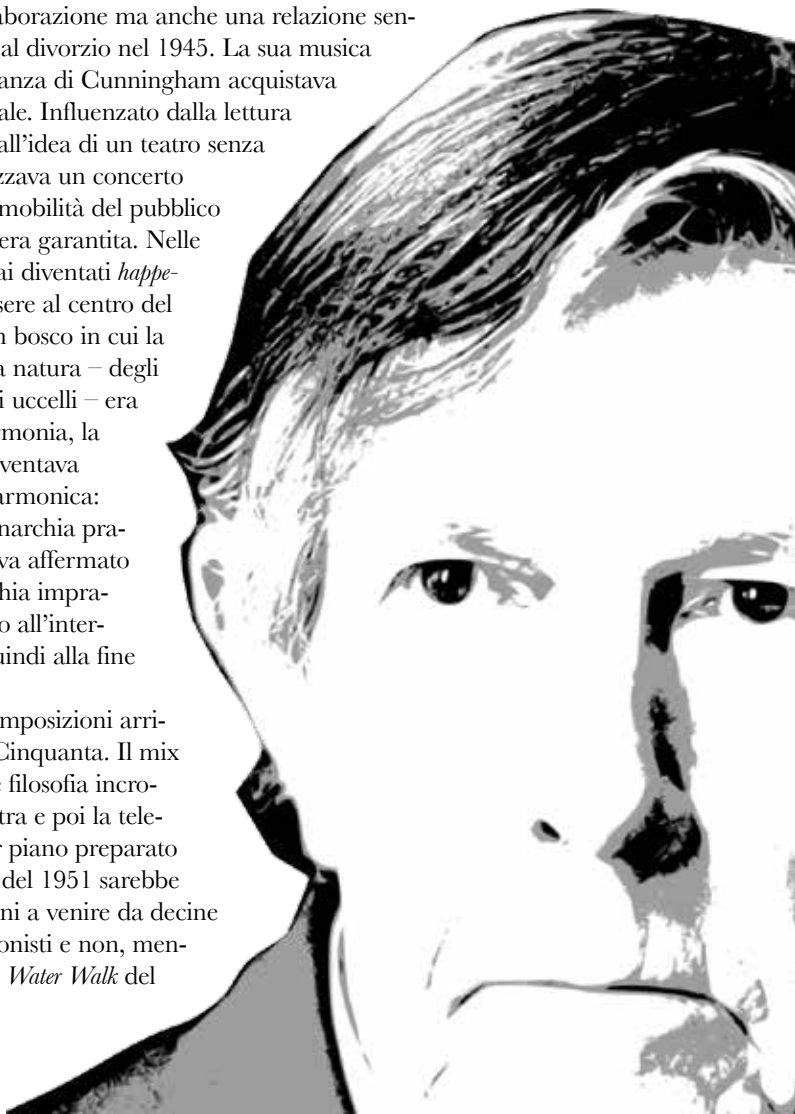 aborazione ma anche una relazione sen-
al divorzio nel 1945. La sua musica
anza di Cunningham acquistava
ale. Influenzato dalla lettura
all’idea di un teatro senza
zzava un concerto
mobilità del pubblico
era garantita. Nelle
ai diventati happe-
sere al centro del
n bosco in cui la
a natura – degli
i uccelli – era
rmonia, la
ventava
armonica:
narchia pra-
va affermato
hia impra-
o all’inter-
uindi alla fine
mposizioni arri-
Cinquanta. Il mix
e filosofia incro-
tra e poi la tele-
r piano preparato
del 1951 sarebbe
ni a venire da decine
onisti e non, men-
Water Walk del